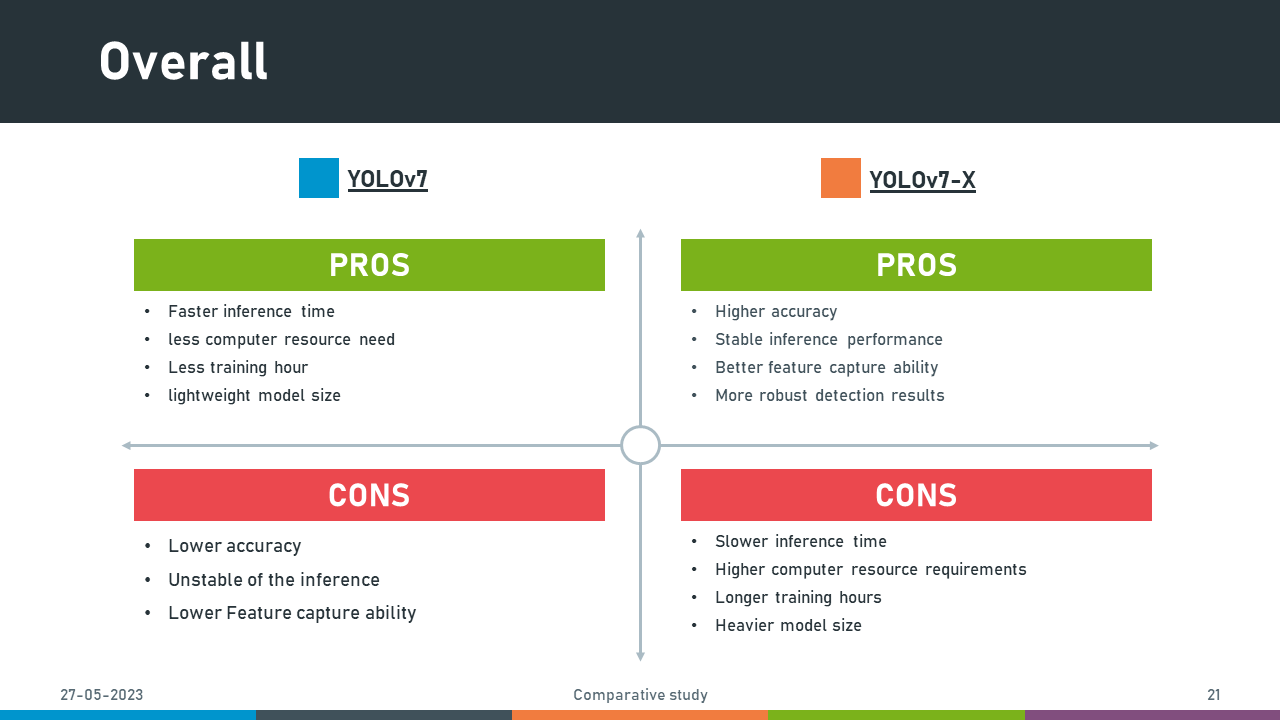 Overall
YOLOv7
YOLOv7-X
PROS
• Faster inference time
• less computer resource need
• Less training hour
• lightweight model size
PROS
• Higher accuracy
• Stable inference performance
• Better feature capture ability
• More robust detection results
CONS
• Lower accuracy
• Unstable of the inference
• Lower Feature capture ability
CONS
• Slower inference time
• Higher computer resource requirements
• Longer training hours
• Heavier model size
27-05-2023
Comparative study
21